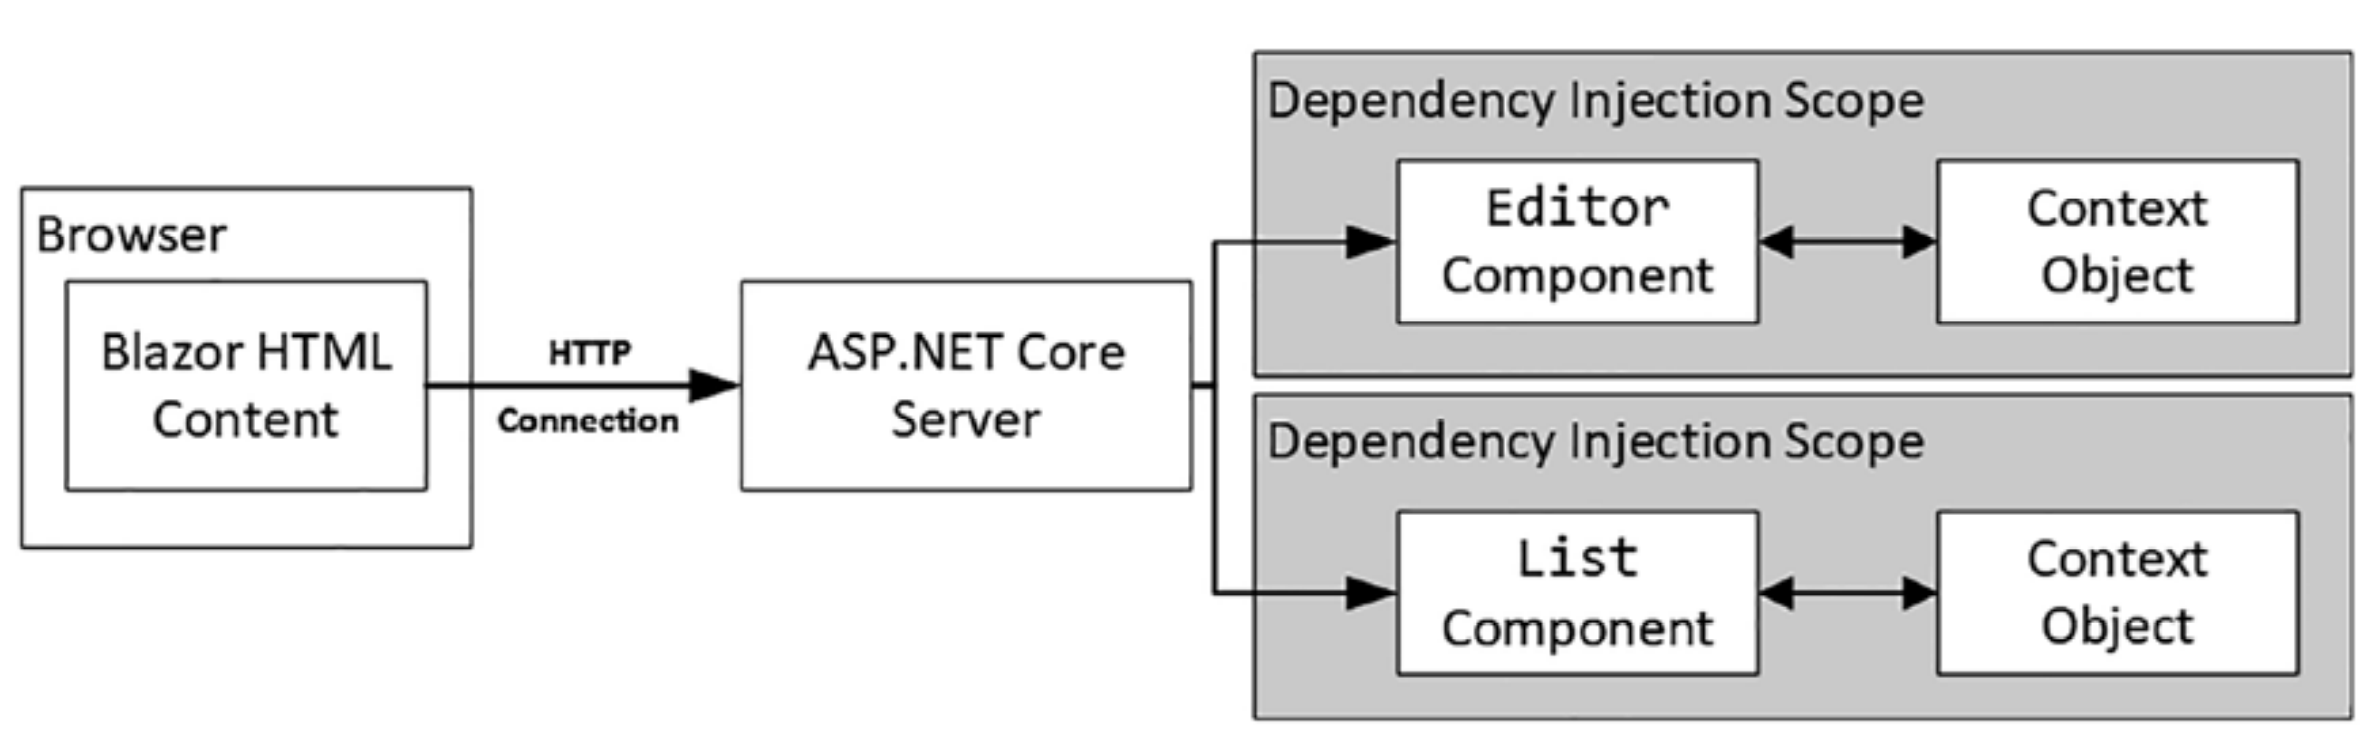 Browser
Blazor HTML
Content
HTTP
Connection
ASP.NET Core
Server
Dependency Injection Scope
Editor
Component
Context
Object
Dependency Injection Scope
List
Component
Context
Object